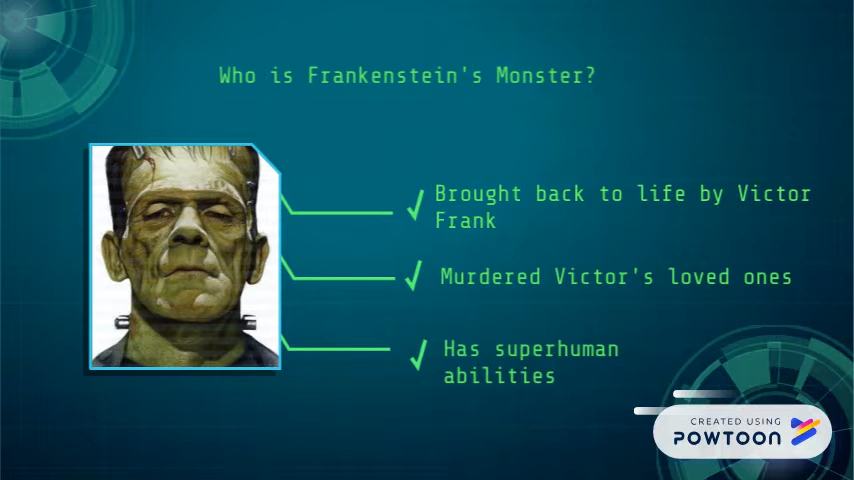 Who is Frankenstein's Monster?
Brought back to life by Victor
Frank
Murdered Victor's loved ones
Has superhuman
abilities
CREATED USING
POWTOON